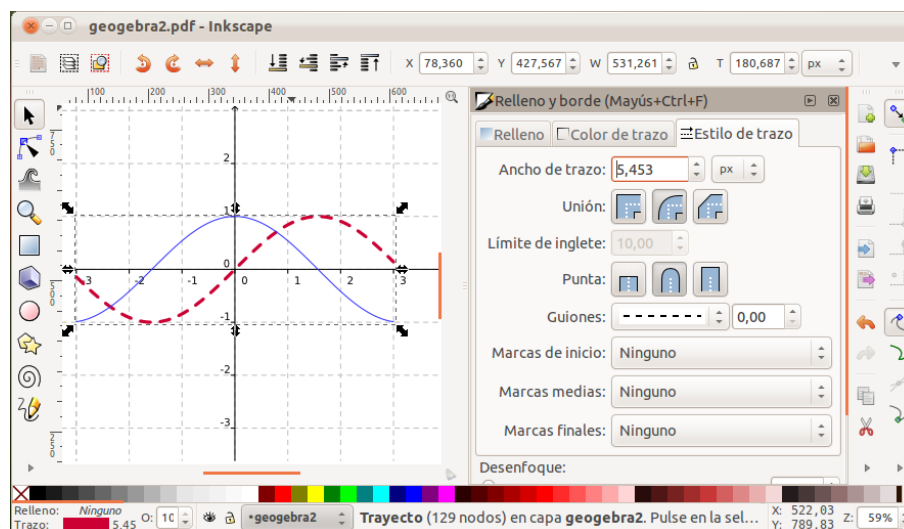 geogebra2.pdf - Inkscape
X 78,360 Y 427,567 W 531,261 T 180,687 px
100 200 300 400 500 600
Relleno y borde (Mayús+Ctrl+F)
Relleno Color de trazo Estilo de trazo
Ancho de trazo: 5,453 px
Unión:
Límite de inglete: 10,00
Punta:
Guiones: 0,00
Marcas de inicio: Ninguno
Marcas medias: Ninguno
Marcas finales: Ninguno
Desenfoque:
750
500
250
2
1
0
-3 -2 -1 0 1 2 3
-1
-2
-3
Relleno: Ninguno
Trazo: 5.45 O: 10 •geogebra2 Trayecto (129 nodos) en capa geogebra2. Pulse en la sel... X: 522,03 Z: 59%
Y: 789,83